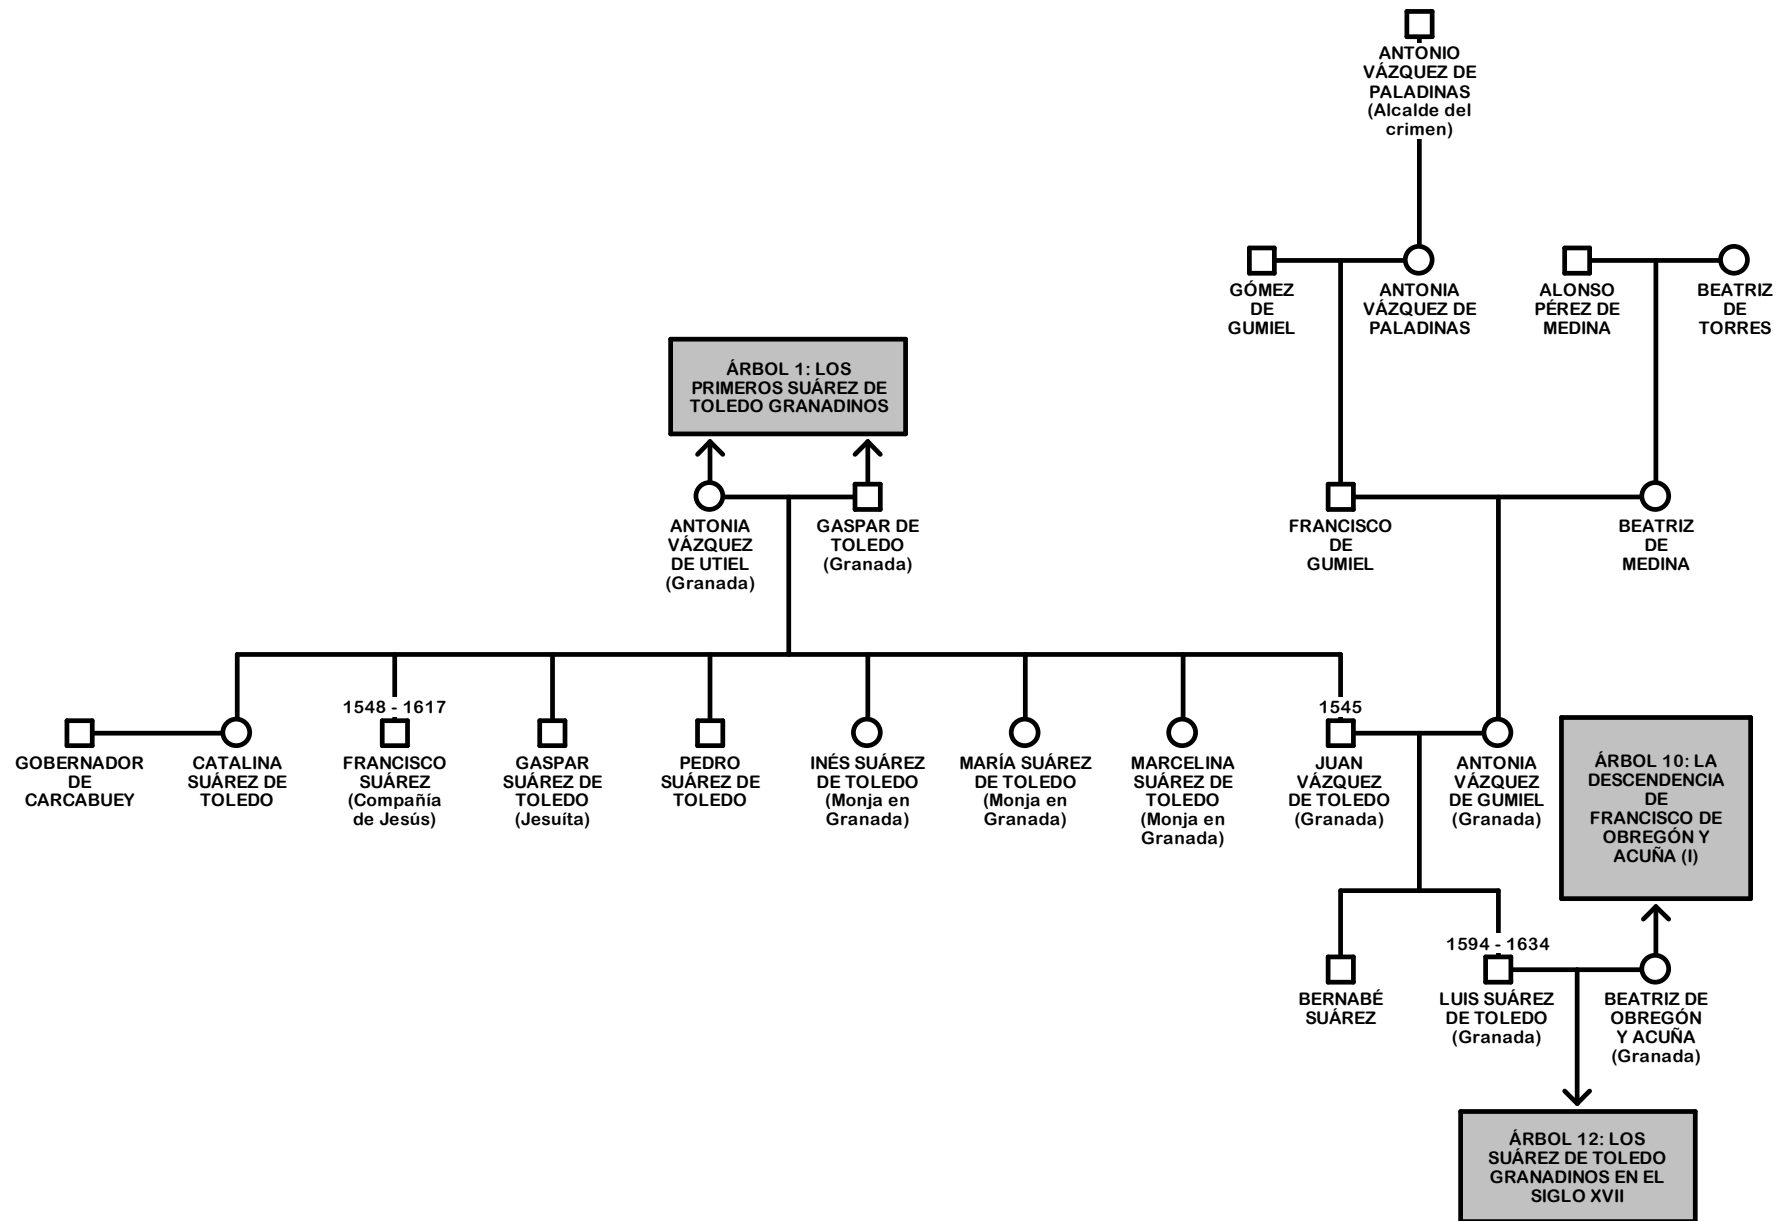 ANTONIO
VÁZQUEZ DE
PALADINAS
(Alcalde del
crimen)
GÓMEZ
DE
GUMIEL
ANTONIA
VÁZQUEZ DE
PALADINAS
ALONSO
PÉREZ DE
MEDINA
BEATRIZ
DE
TORRES
ÁRBOL 1: LOS
PRIMEROS SUÁREZ DE
TOLEDO GRANADINOS
ANTONIA
VÁZQUEZ
DE UTIEL
(Granada)
GASPAR DE
TOLEDO
(Granada)
FRANCISCO
DE
GUMIEL
BEATRIZ
DE
MEDINA
GOBERNADOR
DE
CARCABUEY
CATALINA
SUÁREZ DE
TOLEDO
1548 - 1617
FRANCISCO
SUÁREZ
(Compañía
de Jesús)
GASPAR
SUÁREZ DE
TOLEDO
(Jesuíta)
PEDRO
SUÁREZ DE
TOLEDO
INÉS SUÁREZ
DE TOLEDO
(Monja en
Granada)
MARÍA SUÁREZ
DE TOLEDO
(Monja en
Granada)
MARCELINA
SUÁREZ DE
TOLEDO
(Monja en
Granada)
1545
JUAN
VÁZQUEZ
DE TOLEDO
(Granada)
ANTONIA
VÁZQUEZ
DE GUMIEL
(Granada)
ÁRBOL 10: LA
DESCENDENCIA
DE
FRANCISCO DE
OBREGÓN Y
ACUÑA (I)
BERNABÉ
SUÁREZ
1594 - 1634
LUIS SUÁREZ
DE TOLEDO
(Granada)
BEATRIZ DE
OBREGÓN
Y ACUÑA
(Granada)
ÁRBOL 12: LOS
SUÁREZ DE TOLEDO
GRANADINOS EN EL
SIGLO XVII